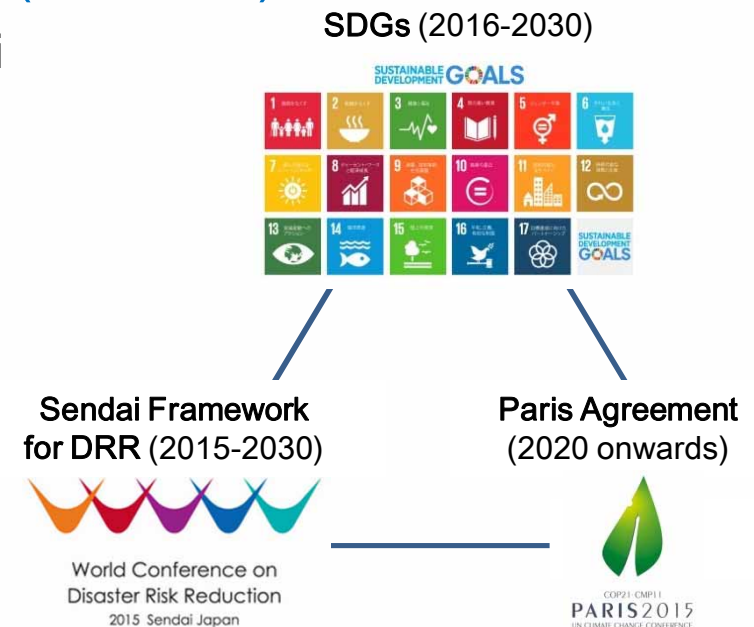 SDGs (2016-2030)
SUSTAINABLE
DEVELOPMENT GOALS
1
2
3
4
5
6
7
8
9
10
11
12
13
14
15
16
17
SUSTAINABLE
DEVELOPMENT
GOALS
Sendai Framework
for DRR (2015-2030)
Paris Agreement
(2020 onwards)
World Conference on
Disaster Risk Reduction
2015 Sendai Japan
COP21·CMP11
PARIS2015
UN CLIMATE CHANGE CONFERENCE